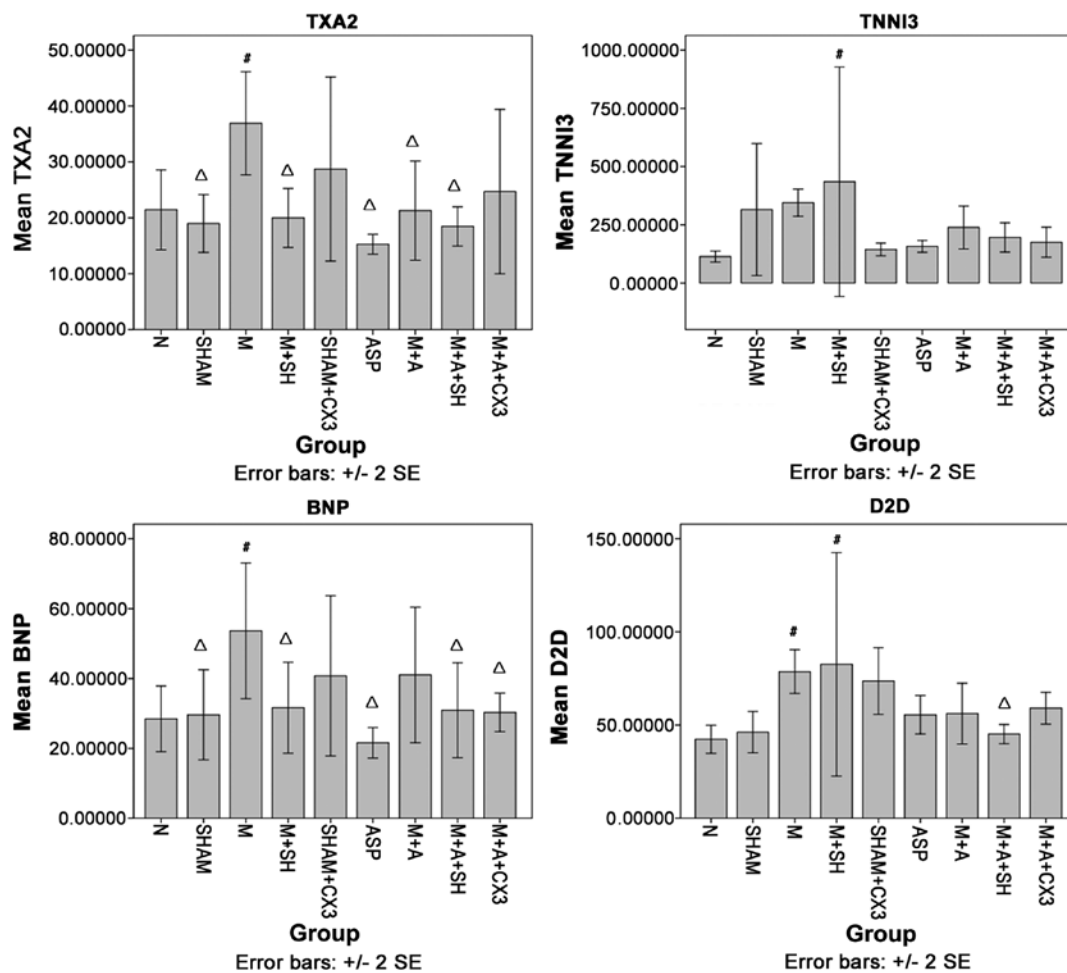 TXA2
Mean TXA2
50.00000
40.00000
30.00000
20.00000
10.00000
0.00000
#
Δ
Δ
Δ
Δ
Δ
N
SHAM
M
M+SH
SHAM+CX3
ASP
M+A
M+A+SH
M+A+CX3
Group
Error bars: +/- 2 SE
TNNI3
Mean TNNI3
1000.00000
750.00000
500.00000
250.00000
0.00000
#
N
SHAM
M
M+SH
SHAM+CX3
ASP
M+A
M+A+SH
M+A+CX3
Group
Error bars: +/- 2 SE
BNP
Mean BNP
80.00000
60.00000
40.00000
20.00000
0.00000
Δ
#
Δ
Δ
Δ
Δ
N
SHAM
M
M+SH
SHAM+CX3
ASP
M+A
M+A+SH
M+A+CX3
Group
Error bars: +/- 2 SE
D2D
Mean D2D
150.00000
100.00000
50.00000
0.00000
#
#
Δ
N
SHAM
M
M+SH
SHAM+CX3
ASP
M+A
M+A+SH
M+A+CX3
Group
Error bars: +/- 2 SE